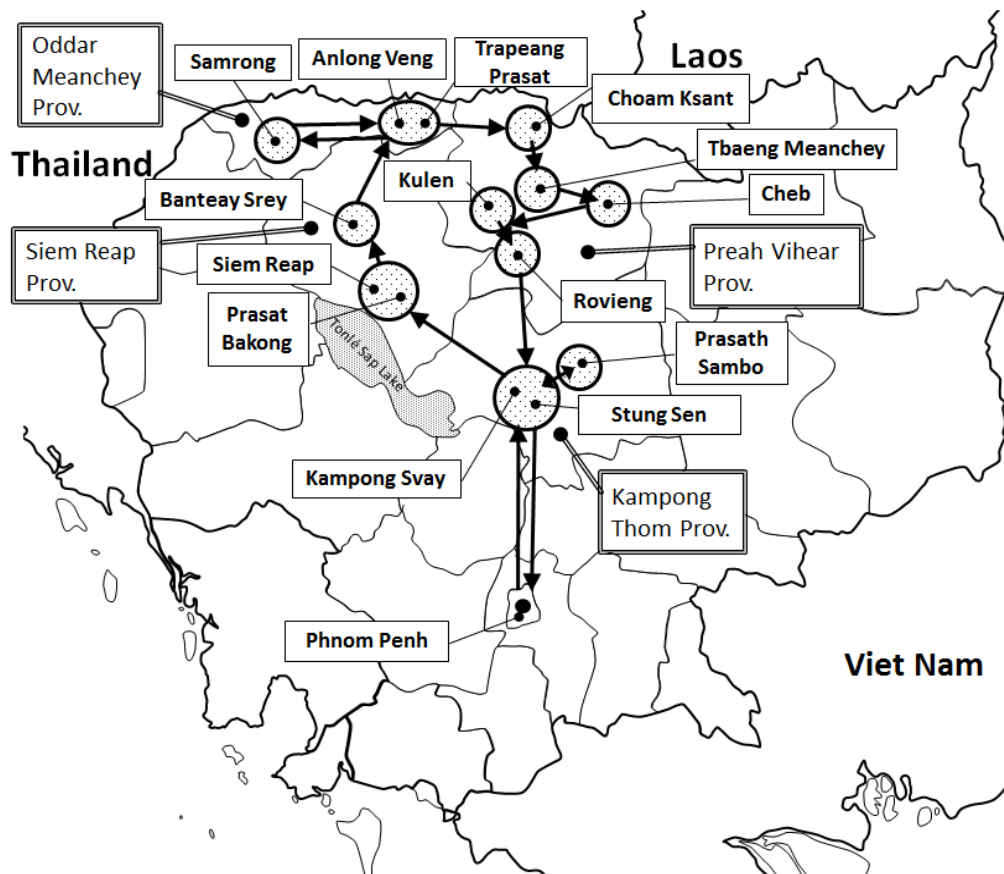 Oddar
Meanchey
Prov.
Samrong
Anlong Veng
Trapeang
Prasat
Laos
Choam Ksant
Thailand
Tbaeng Meanchey
Kulen
Cheb
Banteay Srey
Siem Reap
Prov.
Siem Reap
Preah Vihear
Prov.
Rovieng
Prasat
Bakong
Tonlé Sap Lake
Prasath
Sambo
Stung Sen
Kampong Svay
Kampong
Thom Prov.
Phnom Penh
Viet Nam